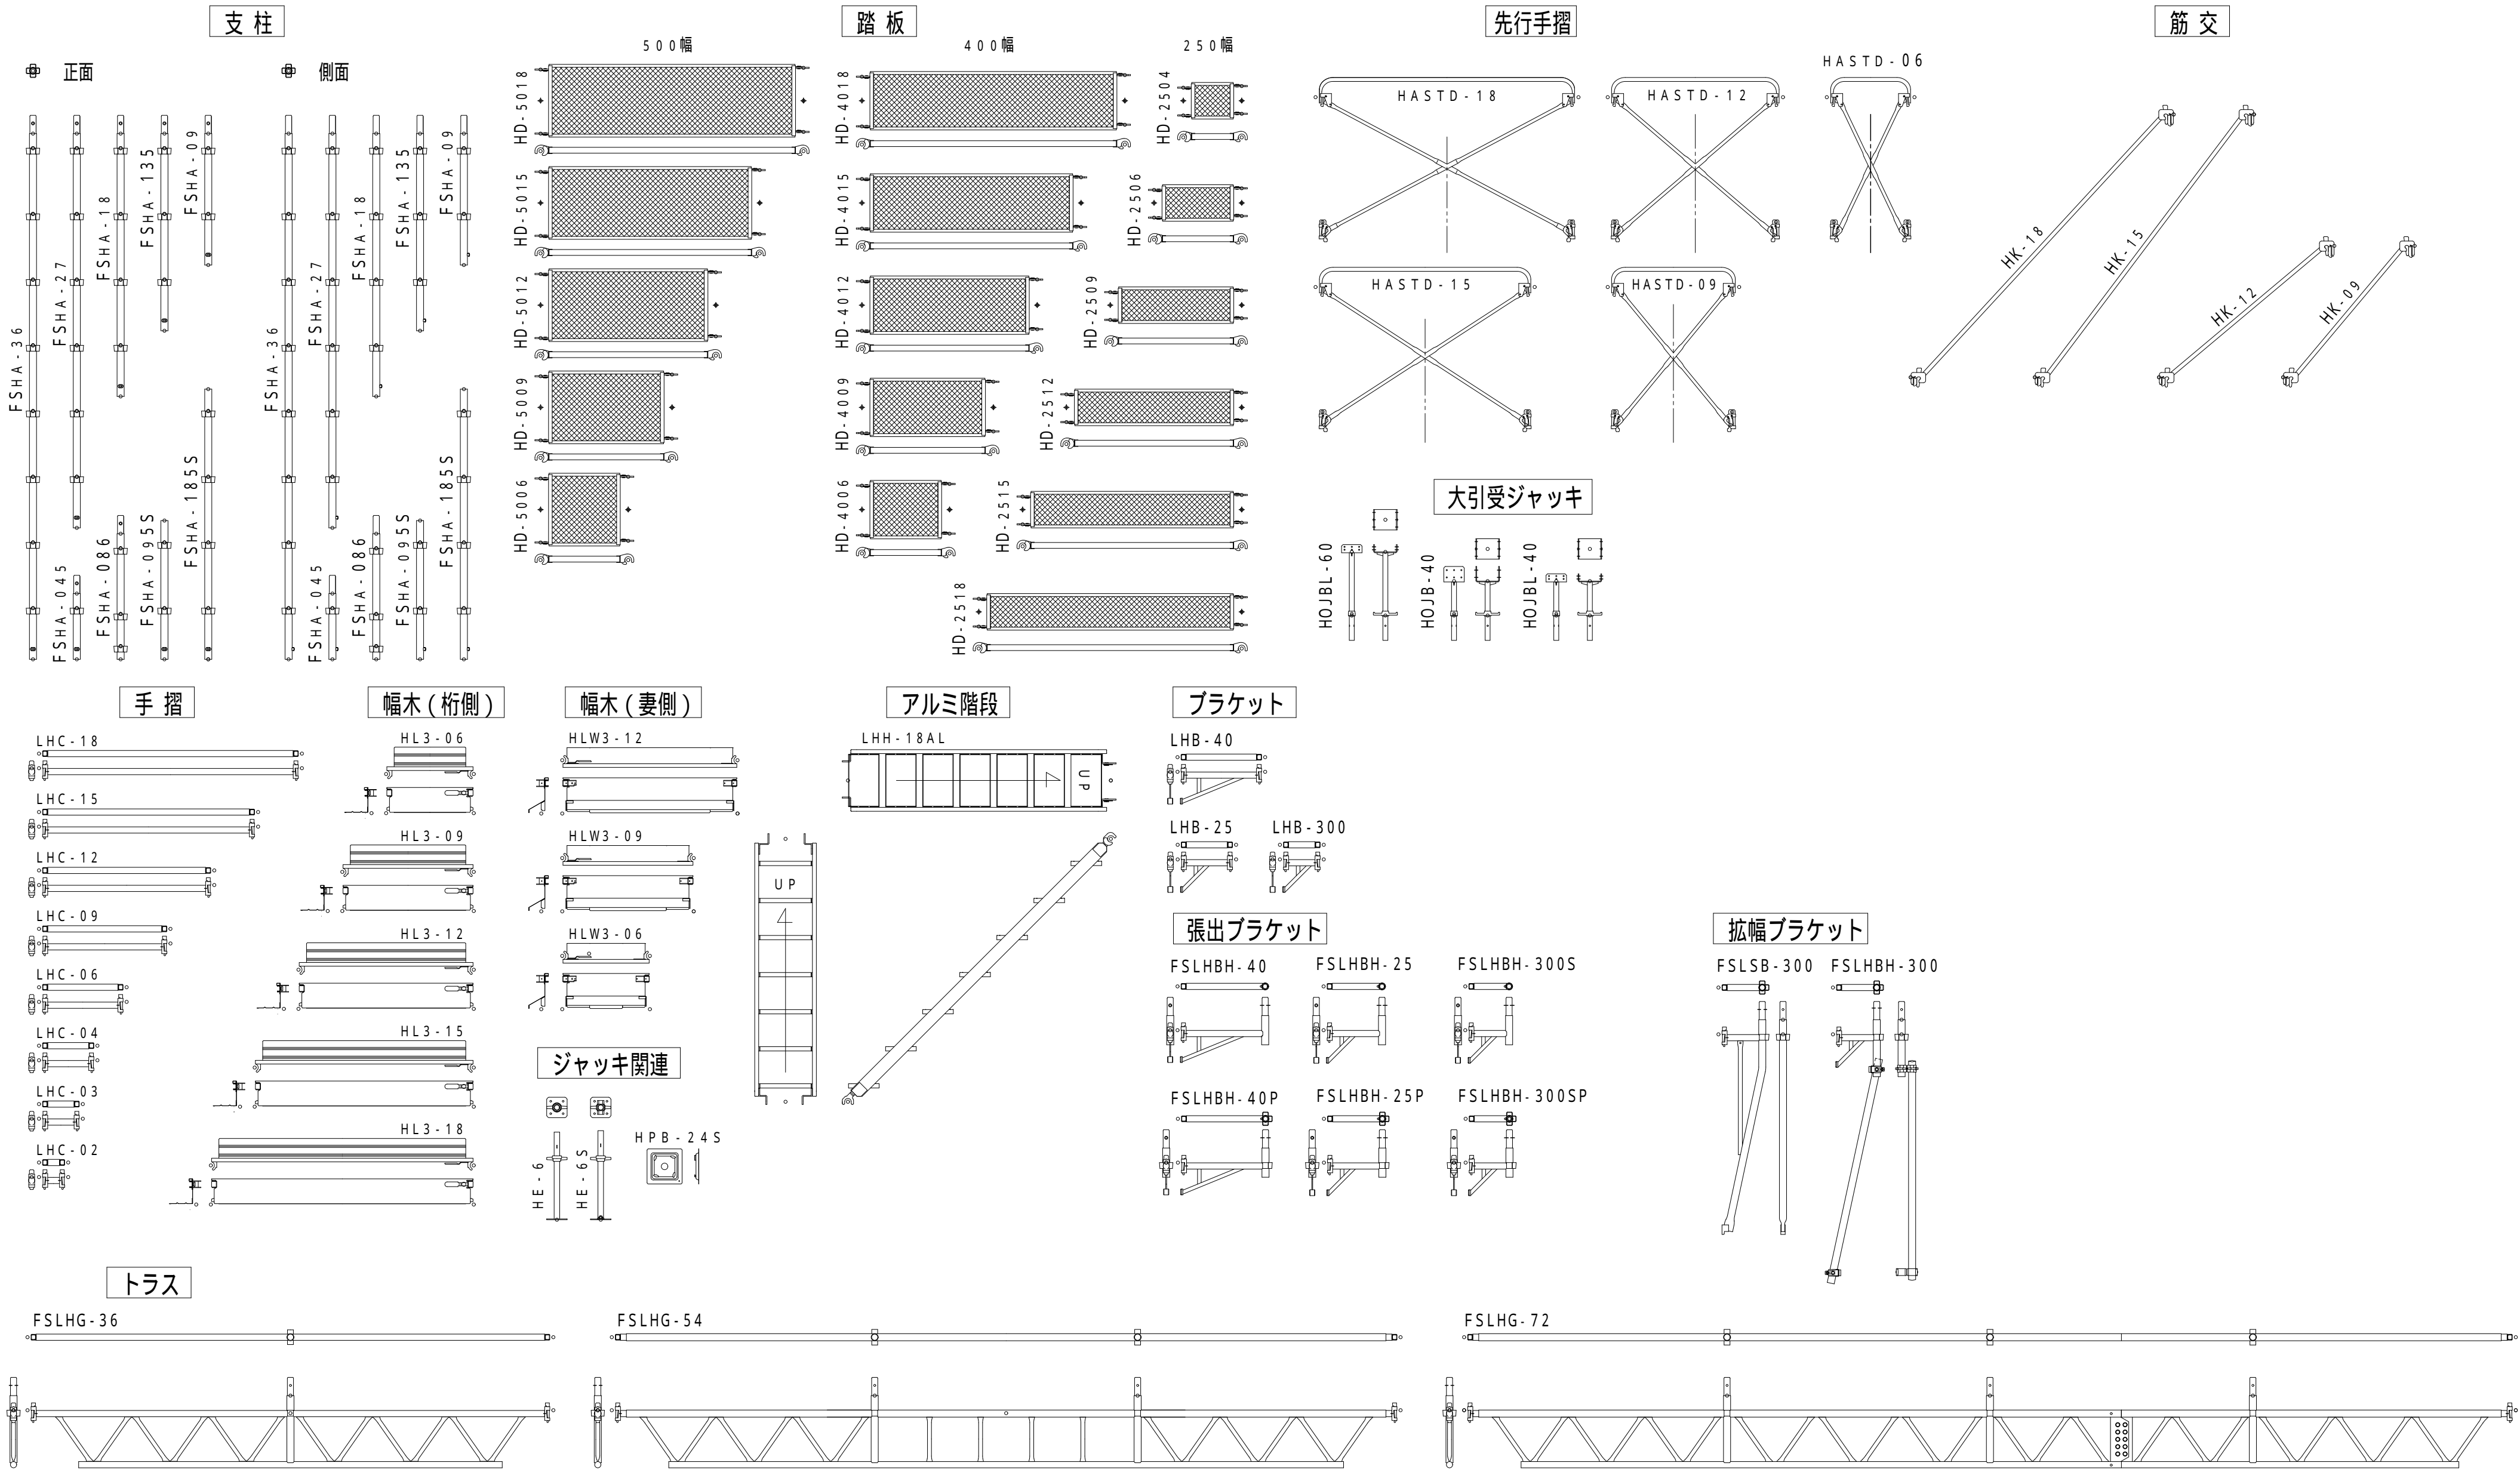 支 柱
正面
側面
FSHA-36
FSHA-27
FSHA-18
FSHA-135
FSHA-09
FSHA-045
FSHA-086
FSHA-095S
FSHA-185S
FSHA-36
FSHA-27
FSHA-18
FSHA-135
FSHA-09
FSHA-045
FSHA-086
FSHA-095S
FSHA-185S
踏 板
500幅
400幅
250幅
HD-5018
HD-4018
HD-2504
HD-5015
HD-4015
HD-2506
HD-5012
HD-4012
HD-2509
HD-5009
HD-4009
HD-2512
HD-5006
HD-4006
HD-2515
HD-2518
先行手摺
HASTD-18
HASTD-12
HASTD-06
HASTD-15
HASTD-09
筋 交
HK-18
HK-15
HK-12
HK-09
大引受ジャッキ
HOJBL-60
HOJB-40
HOJBL-40
手 摺
LHC-18
LHC-15
LHC-12
LHC-09
LHC-06
LHC-04
LHC-03
LHC-02
幅木(桁側)
HL3-06
HL3-09
HL3-12
HL3-15
HL3-18
幅木(妻側)
HLW3-12
HLW3-09
HLW3-06
ジャッキ関連
HE-6
HE-6S
HPB-24S
アルミ階段
LHH-18AL
UP
UP
ブラケット
LHB-40
LHB-25
LHB-300
張出ブラケット
FSLHBH-40
FSLHBH-25
FSLHBH-300S
FSLHBH-40P
FSLHBH-25P
FSLHBH-300SP
拡幅ブラケット
FSLSB-300
FSLHBH-300
トラス
FSLHG-36
FSLHG-54
FSLHG-72